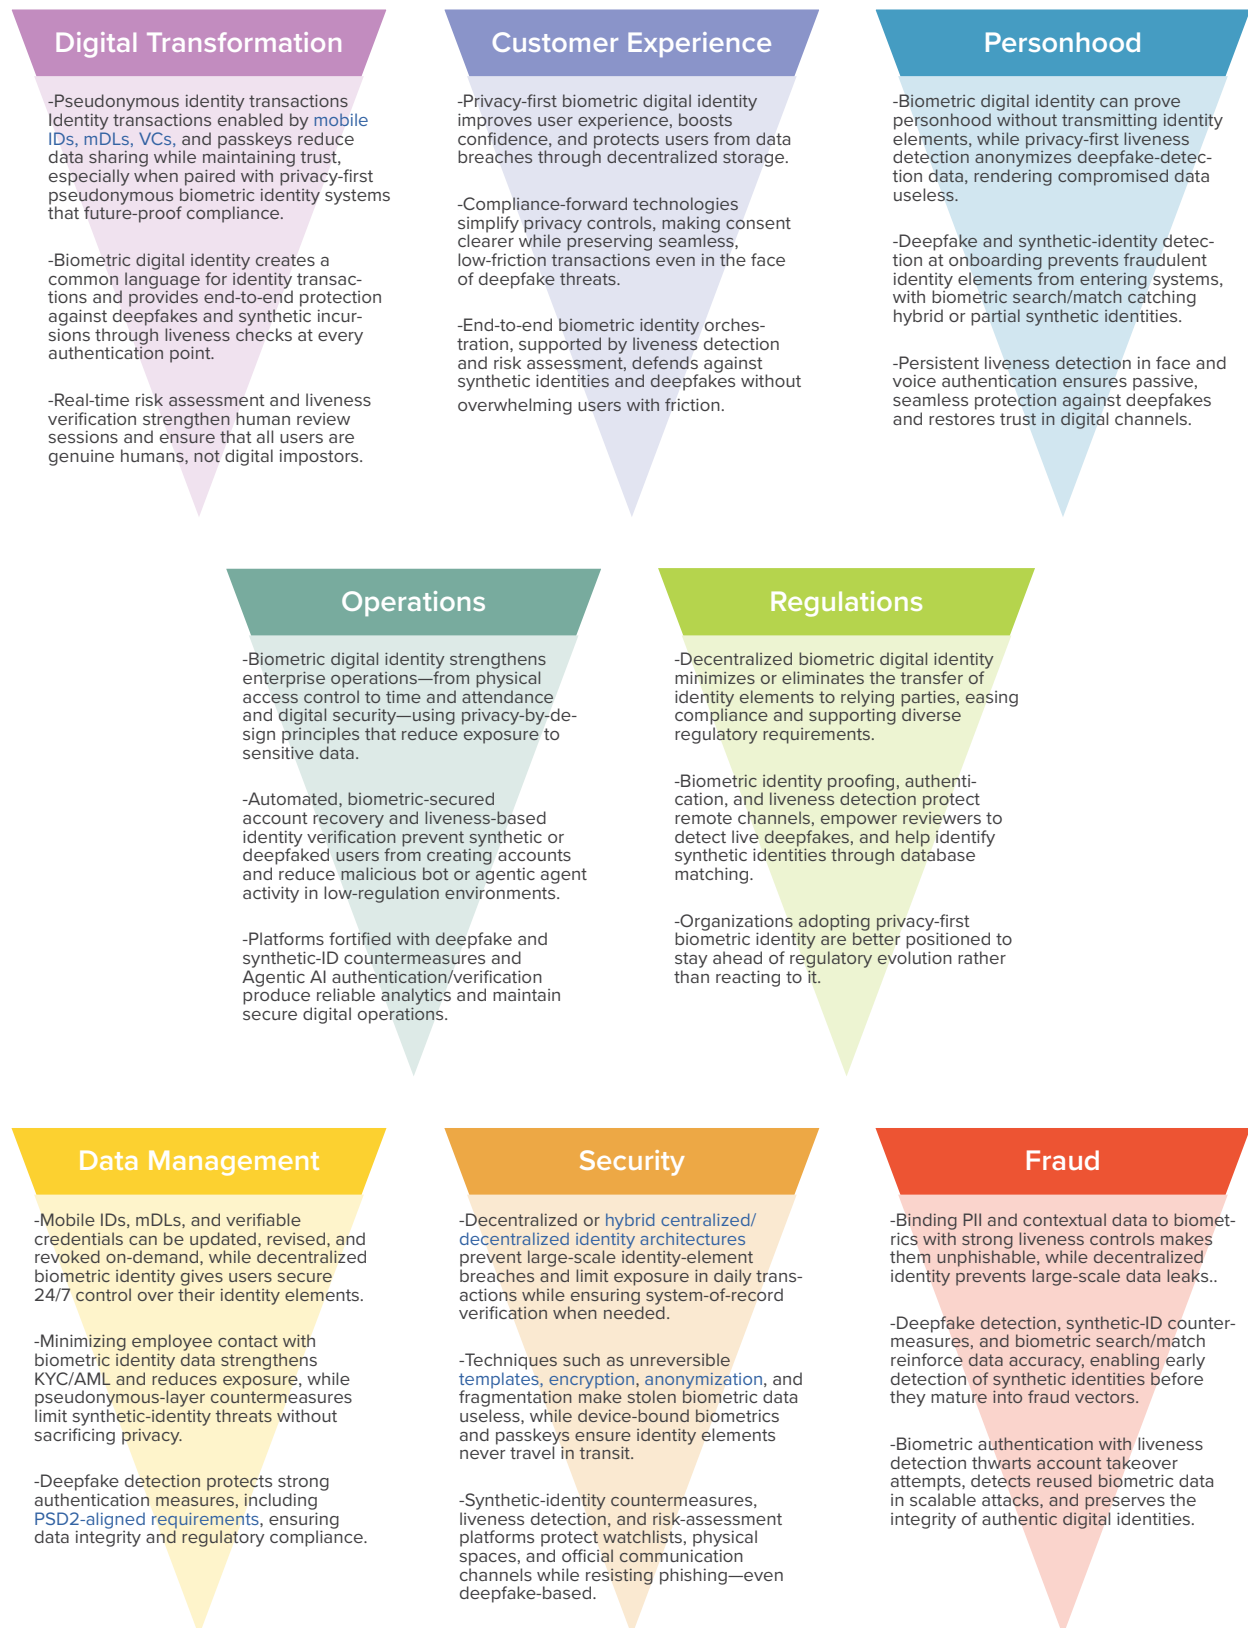 Digital Transformation
-Pseudonymous identity transactions
Identity transactions enabled by mobile
IDs, mDLs, VCs, and passkeys reduce
data sharing while maintaining trust,
especially when paired with privacy-first
pseudonymous biometric identity systems
that future-proof compliance.
-Biometric digital identity creates a
common language for identity transac-
tions and provides end-to-end protection
against deepfakes and synthetic incur-
sions through liveness checks at every
authentication point.
-Real-time risk assessment and liveness
verification strengthen human review
sessions and ensure that all users are
genuine humans, not digital impostors.
Customer Experience
-Privacy-first biometric digital identity
improves user experience, boosts
confidence, and protects users from data
breaches through decentralized storage.
-Compliance-forward technologies
simplify privacy controls, making consent
clearer while preserving seamless,
low-friction transactions even in the face
of deepfake threats.
-End-to-end biometric identity orches-
tration, supported by liveness detection
and risk assessment, defends against
synthetic identities and deepfakes without
overwhelming users with friction.
Personhood
-Biometric digital identity can prove
personhood without transmitting identity
elements, while privacy-first liveness
detection anonymizes deepfake-detec-
tion data, rendering compromised data
useless.
-Deepfake and synthetic-identity detec-
tion at onboarding prevents fraudulent
identity elements from entering systems,
with biometric search/match catching
hybrid or partial synthetic identities.
-Persistent liveness detection in face and
voice authentication ensures passive,
seamless protection against deepfakes
and restores trust in digital channels.
Operations
-Biometric digital identity strengthens
enterprise operations—from physical
access control to time and attendance
and digital security—using privacy-by-de-
sign principles that reduce exposure to
sensitive data.
-Automated, biometric-secured
account recovery and liveness-based
identity verification prevent synthetic or
deepfaked users from creating accounts
and reduce malicious bot or agentic agent
activity in low-regulation environments.
-Platforms fortified with deepfake and
synthetic-ID countermeasures and
Agentic AI authentication/verification
produce reliable analytics and maintain
secure digital operations.
Regulations
-Decentralized biometric digital identity
minimizes or eliminates the transfer of
identity elements to relying parties, easing
compliance and supporting diverse
regulatory requirements.
-Biometric identity proofing, authenti-
cation, and liveness detection protect
remote channels, empower reviewers to
detect live deepfakes, and help identify
synthetic identities through database
matching.
-Organizations adopting privacy-first
biometric identity are better positioned to
stay ahead of regulatory evolution rather
than reacting to it.
Data Management
-Mobile IDs, mDLs, and verifiable
credentials can be updated, revised, and
revoked on-demand, while decentralized
biometric identity gives users secure
24/7 control over their identity elements.
-Minimizing employee contact with
biometric identity data strengthens
KYC/AML and reduces exposure, while
pseudonymous-layer countermeasures
limit synthetic-identity threats without
sacrificing privacy.
-Deepfake detection protects strong
authentication measures, including
PSD2-aligned requirements, ensuring
data integrity and regulatory compliance.
Security
-Decentralized or hybrid centralized/
decentralized identity architectures
prevent large-scale identity-element
breaches and limit exposure in daily trans-
actions while ensuring system-of-record
verification when needed.
-Techniques such as unreversible
templates, encryption, anonymization, and
fragmentation make stolen biometric data
useless, while device-bound biometrics
and passkeys ensure identity elements
never travel in transit.
-Synthetic-identity countermeasures,
liveness detection, and risk-assessment
platforms protect watchlists, physical
spaces, and official communication
channels while resisting phishing—even
deepfake-based.
Fraud
-Binding PII and contextual data to biomet-
rics with strong liveness controls makes
them unphishable, while decentralized
identity prevents large-scale data leaks..
-Deepfake detection, synthetic-ID counter-
measures, and biometric search/match
reinforce data accuracy, enabling early
detection of synthetic identities before
they mature into fraud vectors.
-Biometric authentication with liveness
detection thwarts account takeover
attempts, detects reused biometric data
in scalable attacks, and preserves the
integrity of authentic digital identities.